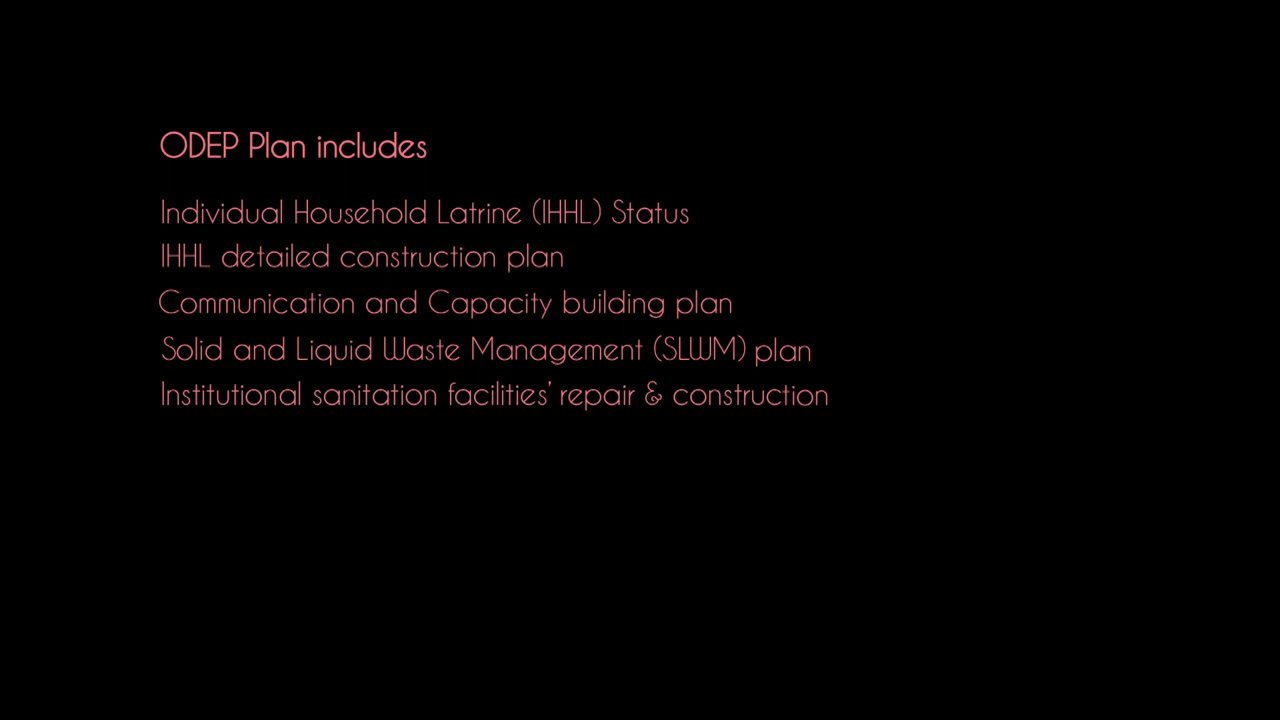 ODEP Plan includes
Individual Household Latrine (IHHL) Status
IHHL detailed construction plan
Communication and Capacity building plan
Solid and Liquid Waste Management (SLWM) plan
Institutional sanitation facilities’ repair & construction